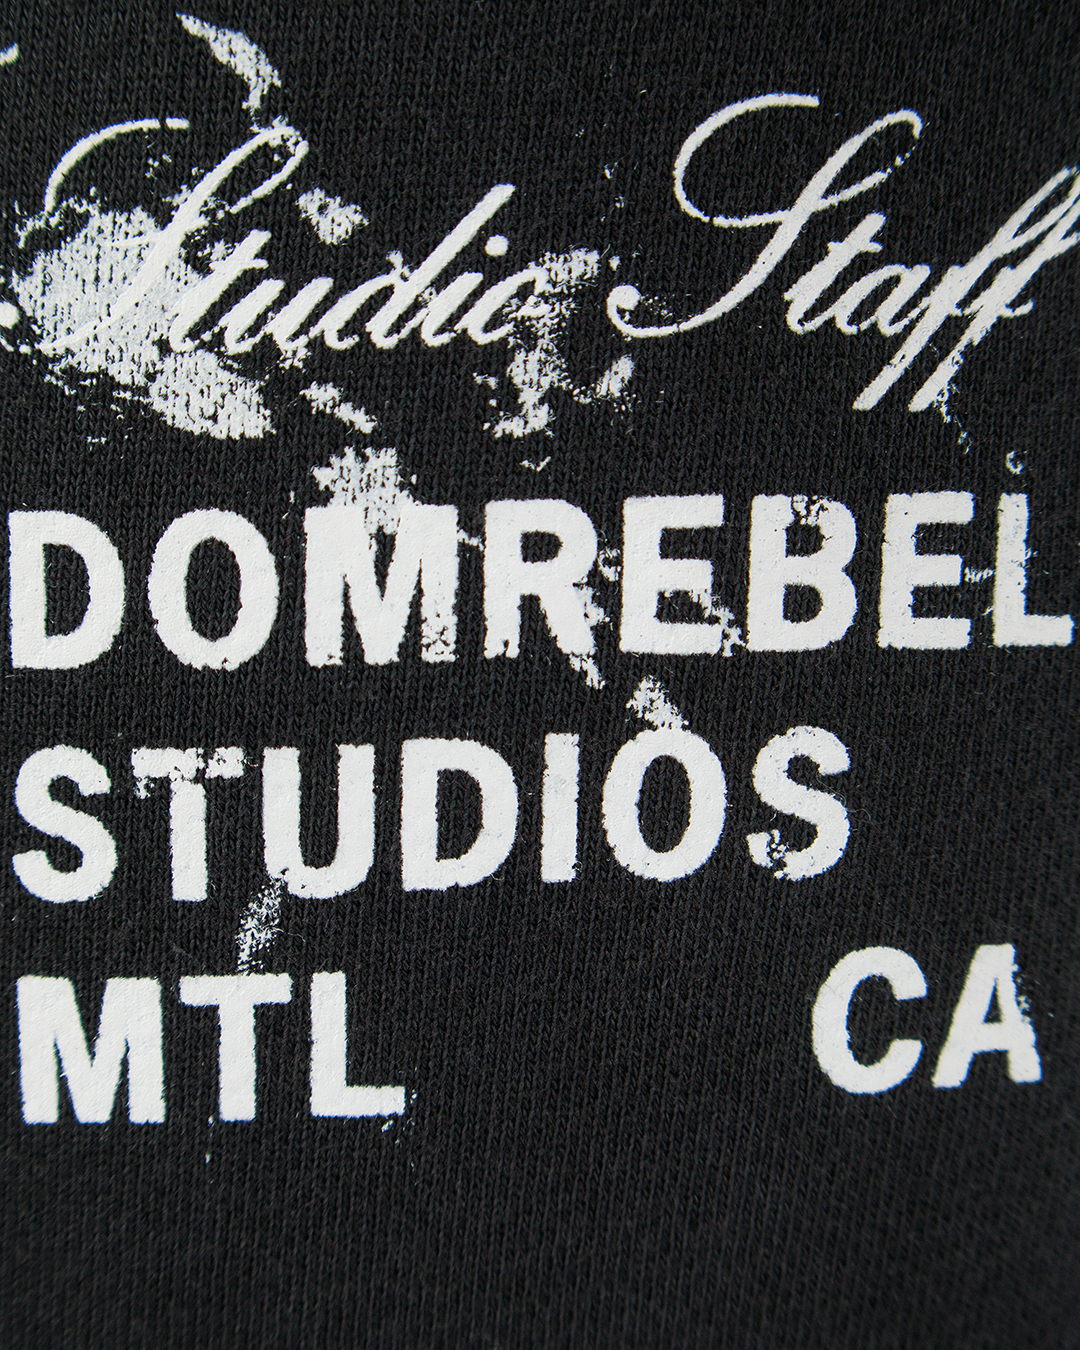 Studio Staff
DOMREBEL
STUDIOS
MTL CA